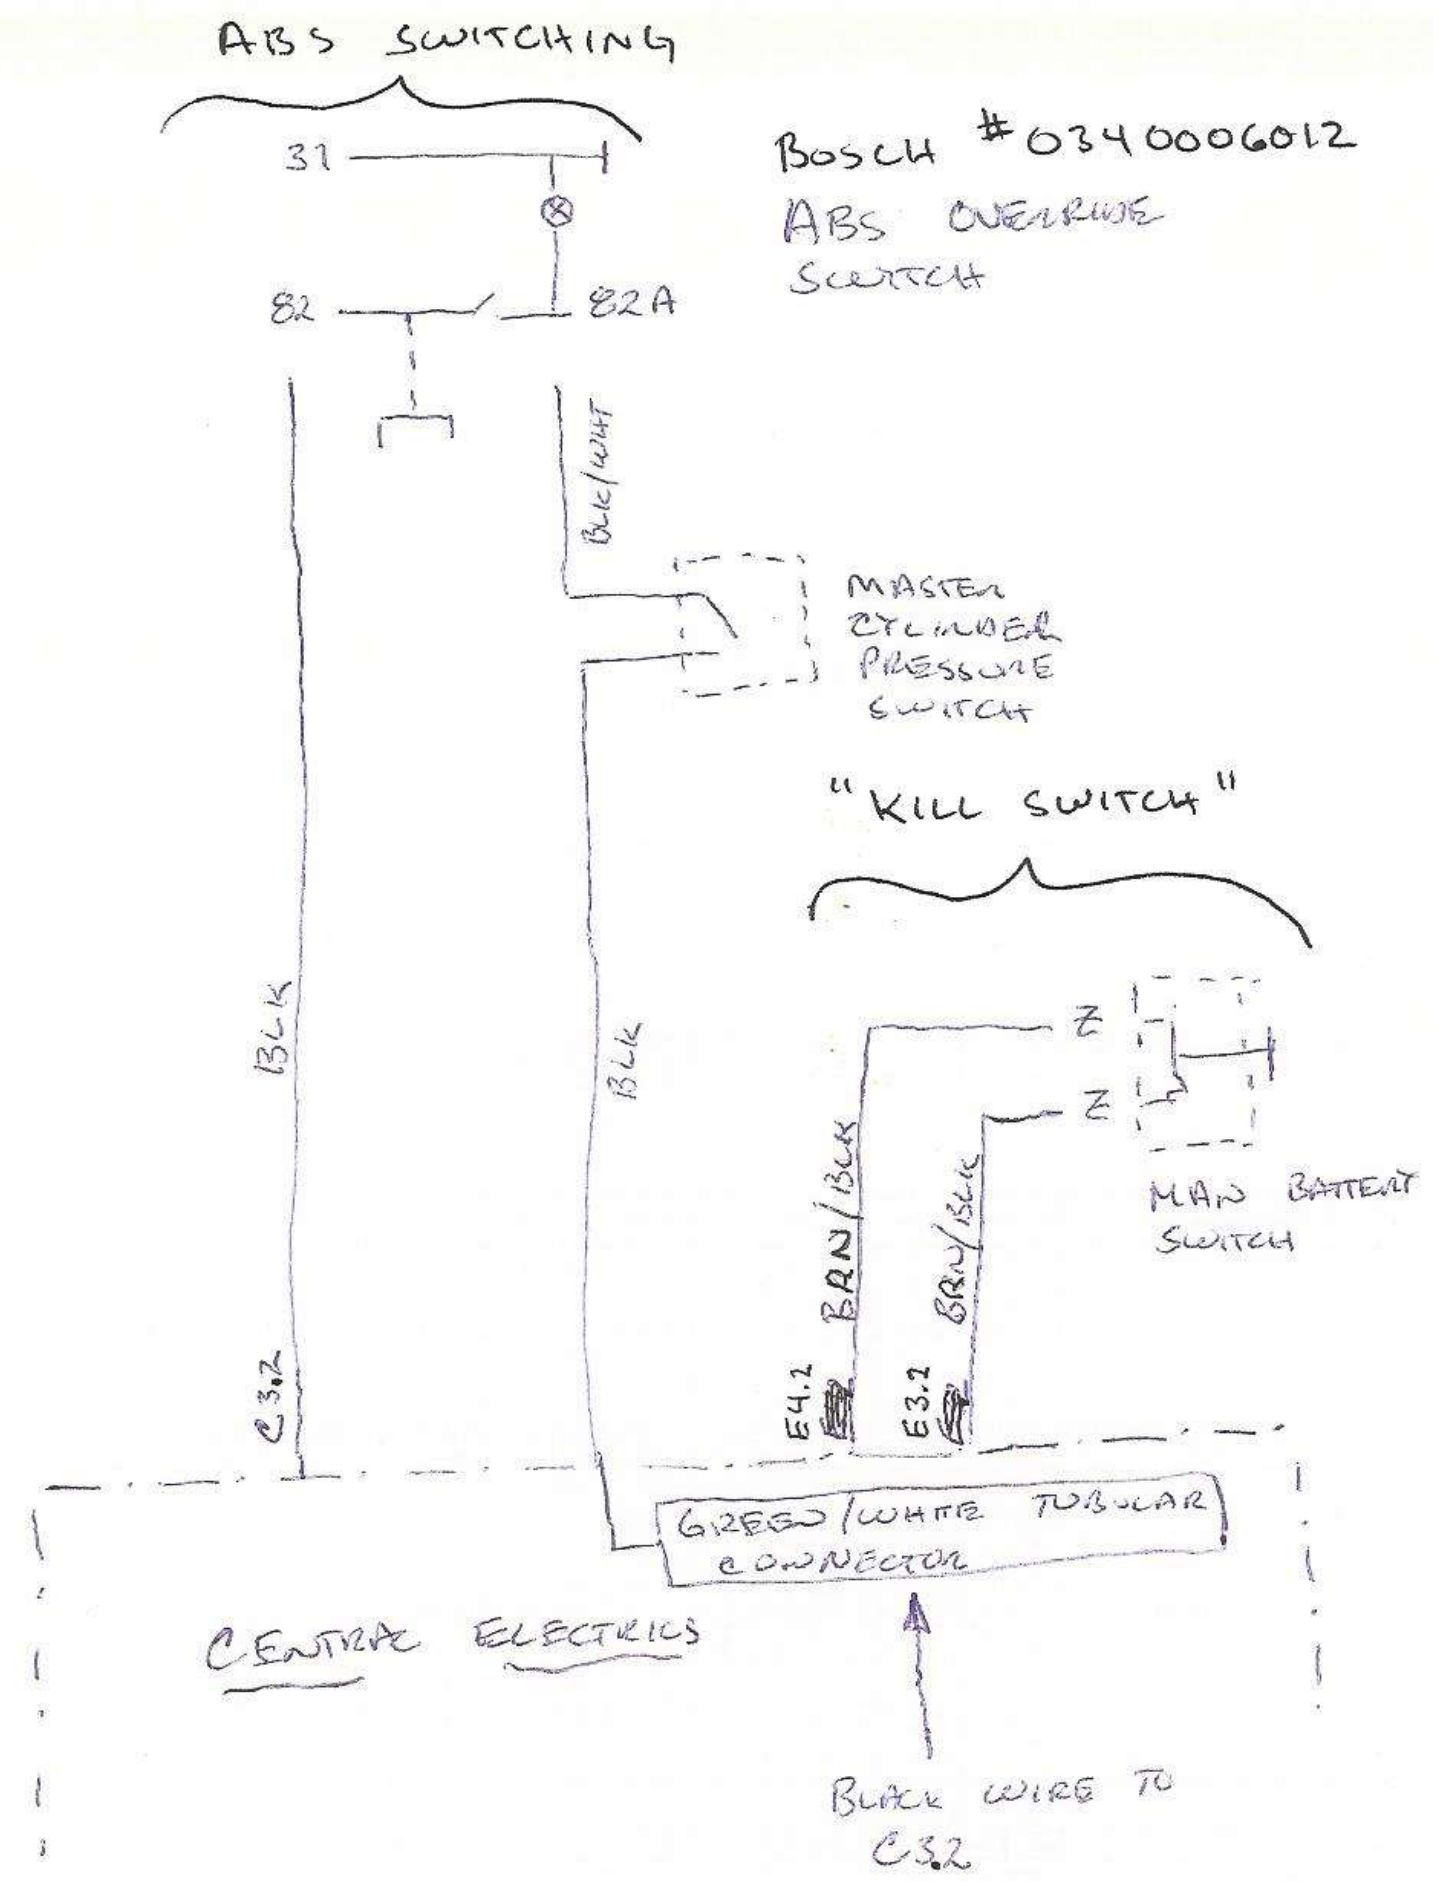 ABS SWITCHING
31
BOSCH #0340006012
ABS OVERRIDE
SWITCH
82
82A
BLK/WHT
MASTER
CYLINDER
PRESSURE
SWITCH
"KILL SWITCH"
BLK
BLK
Z
Z
BRN/BLK
BRN/BLK
MAIN BATTERY
SWITCH
C3.2
E4.2
E3.2
GREEN/WHITE TUBULAR
CONNECTOR
CENTRAL ELECTRICS
BLACK WIRE TO
C3.2